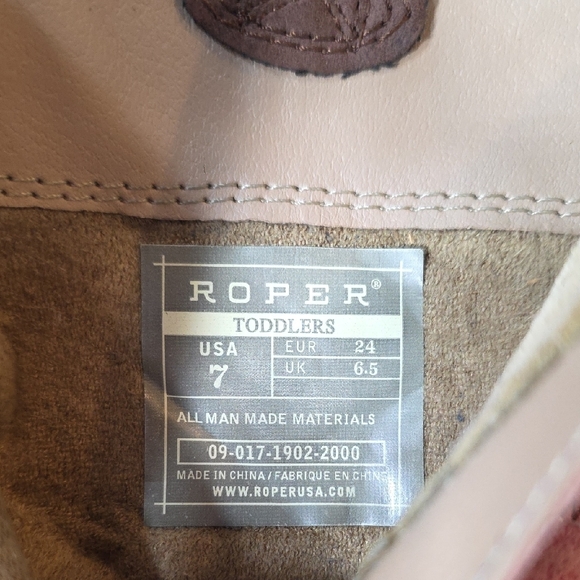 ROPER®
TODDLERS
USA 7
EUR 24
UK 6.5
ALL MAN MADE MATERIALS
09-017-1902-2000
MADE IN CHINA / FABRIQUE EN CHINE
WWW.ROPERUSA.COM